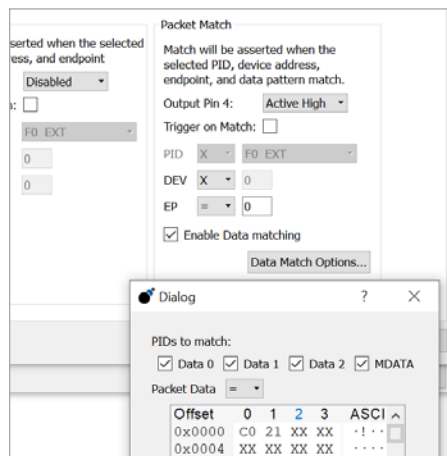 serted when the selected
ess, and endpoint
Disabled
n:
F0 EXT
0
0
Packet Match
Match will be asserted when the
selected PID, device address,
endpoint, and data pattern match.
Output Pin 4: Active High
Trigger on Match:
PID X F0 EXT
DEV X 0
EP = 0
Enable Data matching
Data Match Options...
Dialog ? ×
PIDs to match:
Data 0 Data 1 Data 2 MDATA
Packet Data =
Offset 0 1 2 3 ASCI
0x0000 C0 21 XX XX ·!··
0x0004 XX XX XX XX ····